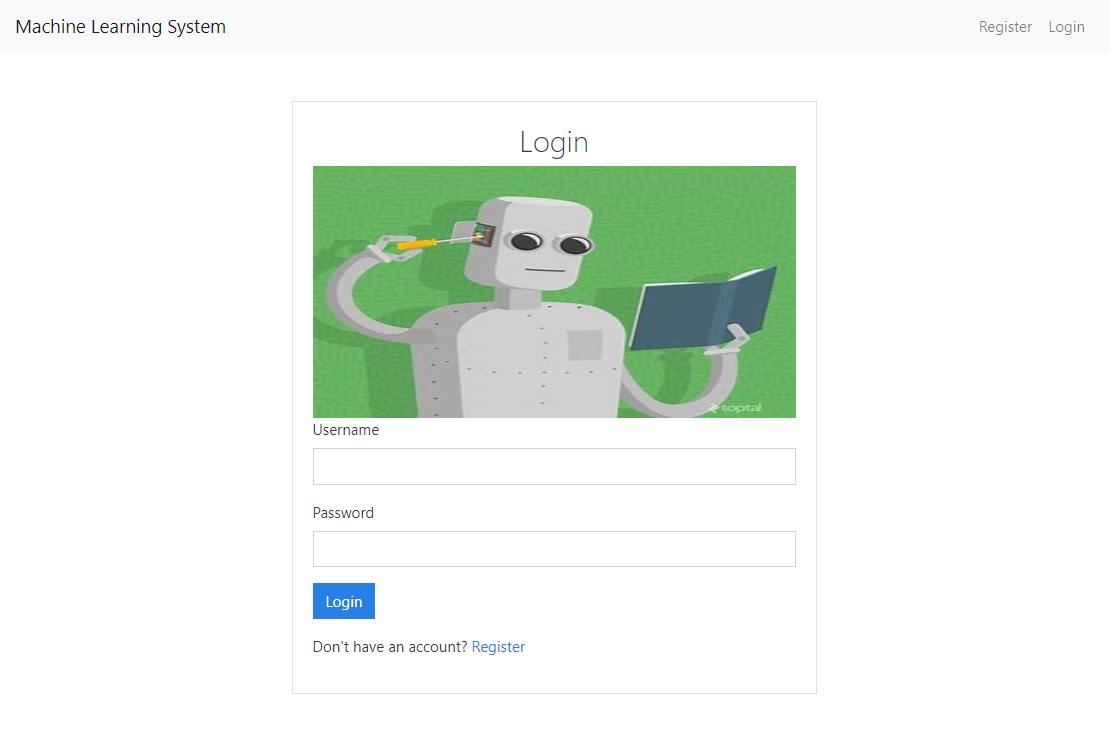 Machine Learning System
Register Login
Login
toptal
Username
Password
Login
Don't have an account? Register